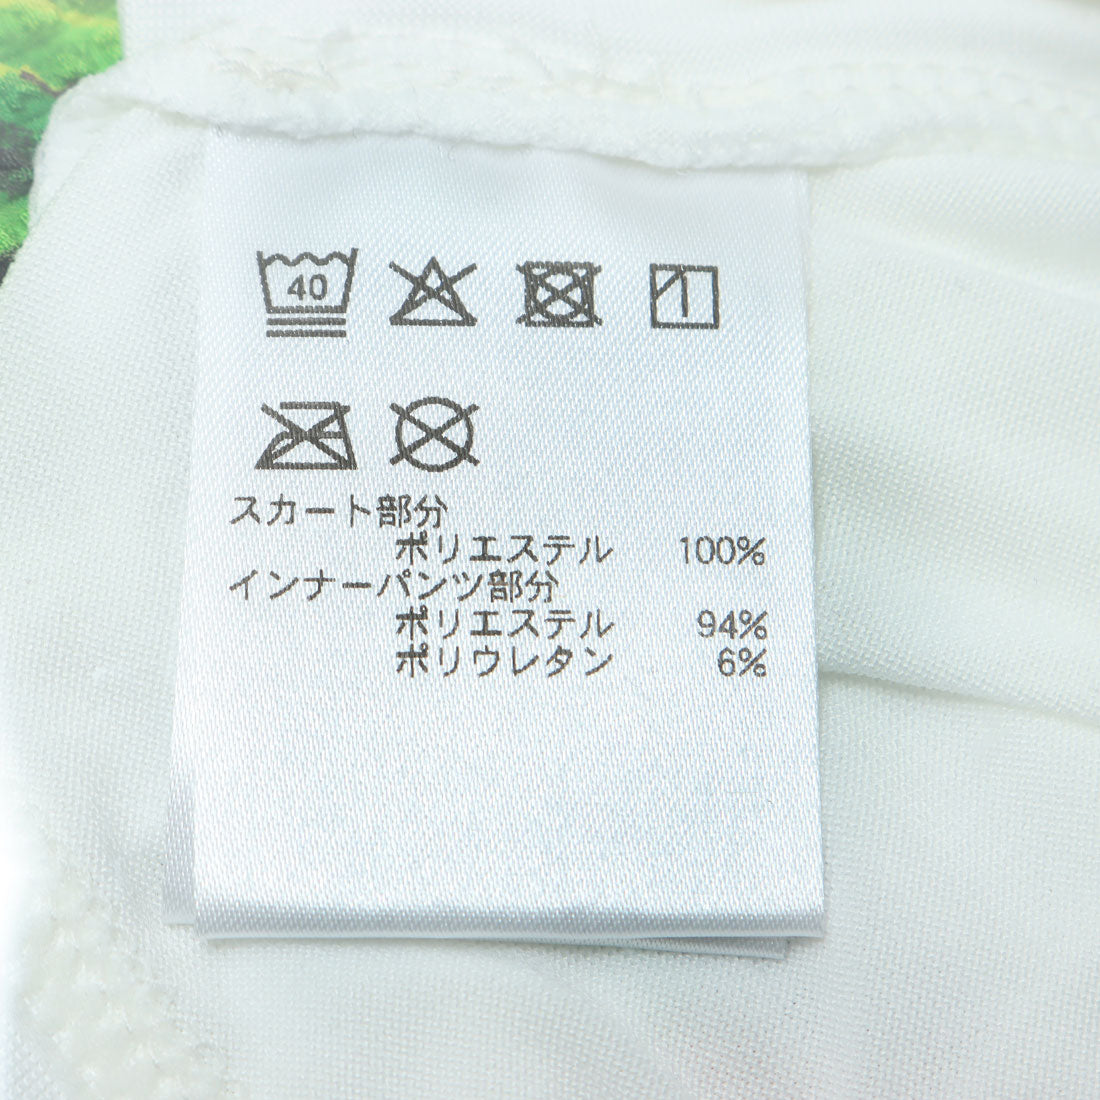 40
スカート部分
ポリエステル 100%
インナーパンツ部分
ポリエステル 94%
ポリウレタン 6%